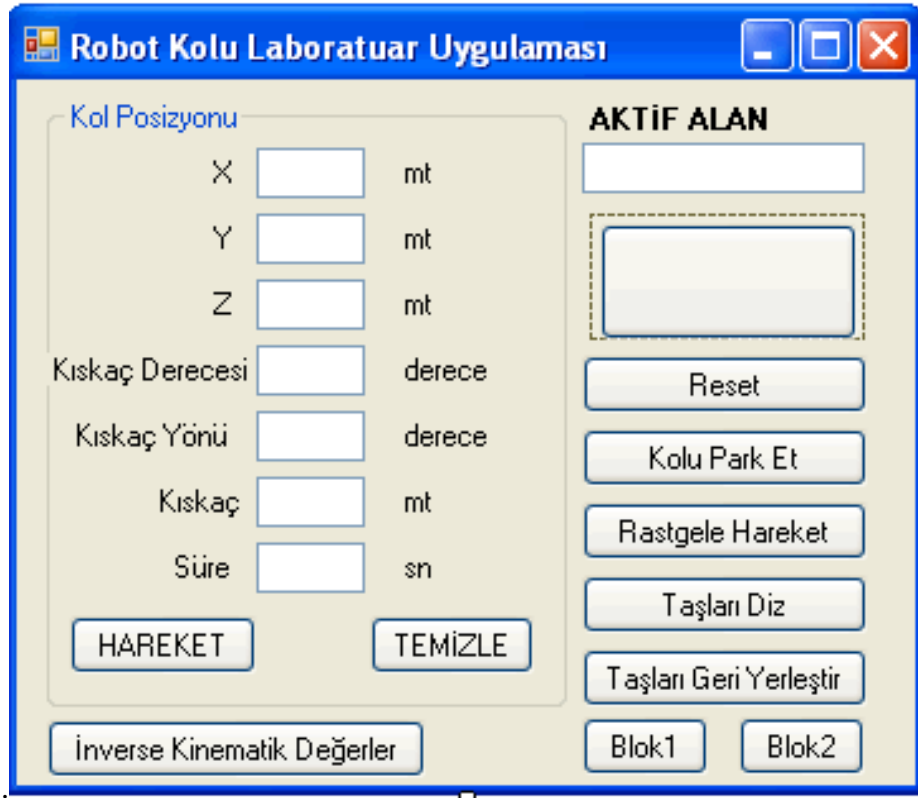 Robot Kolu Laboratuar Uygulaması
Kol Posizyonu
X mt
Y mt
Z mt
Kıskaç Derecesi derece
Kıskaç Yönü derece
Kıskaç mt
Süre sn
HAREKET TEMİZLE
İnverse Kinematik Değerler
AKTİF ALAN
Reset
Kolu Park Et
Rastgele Hareket
Taşları Diz
Taşları Geri Yerleştir
Blok1 Blok2